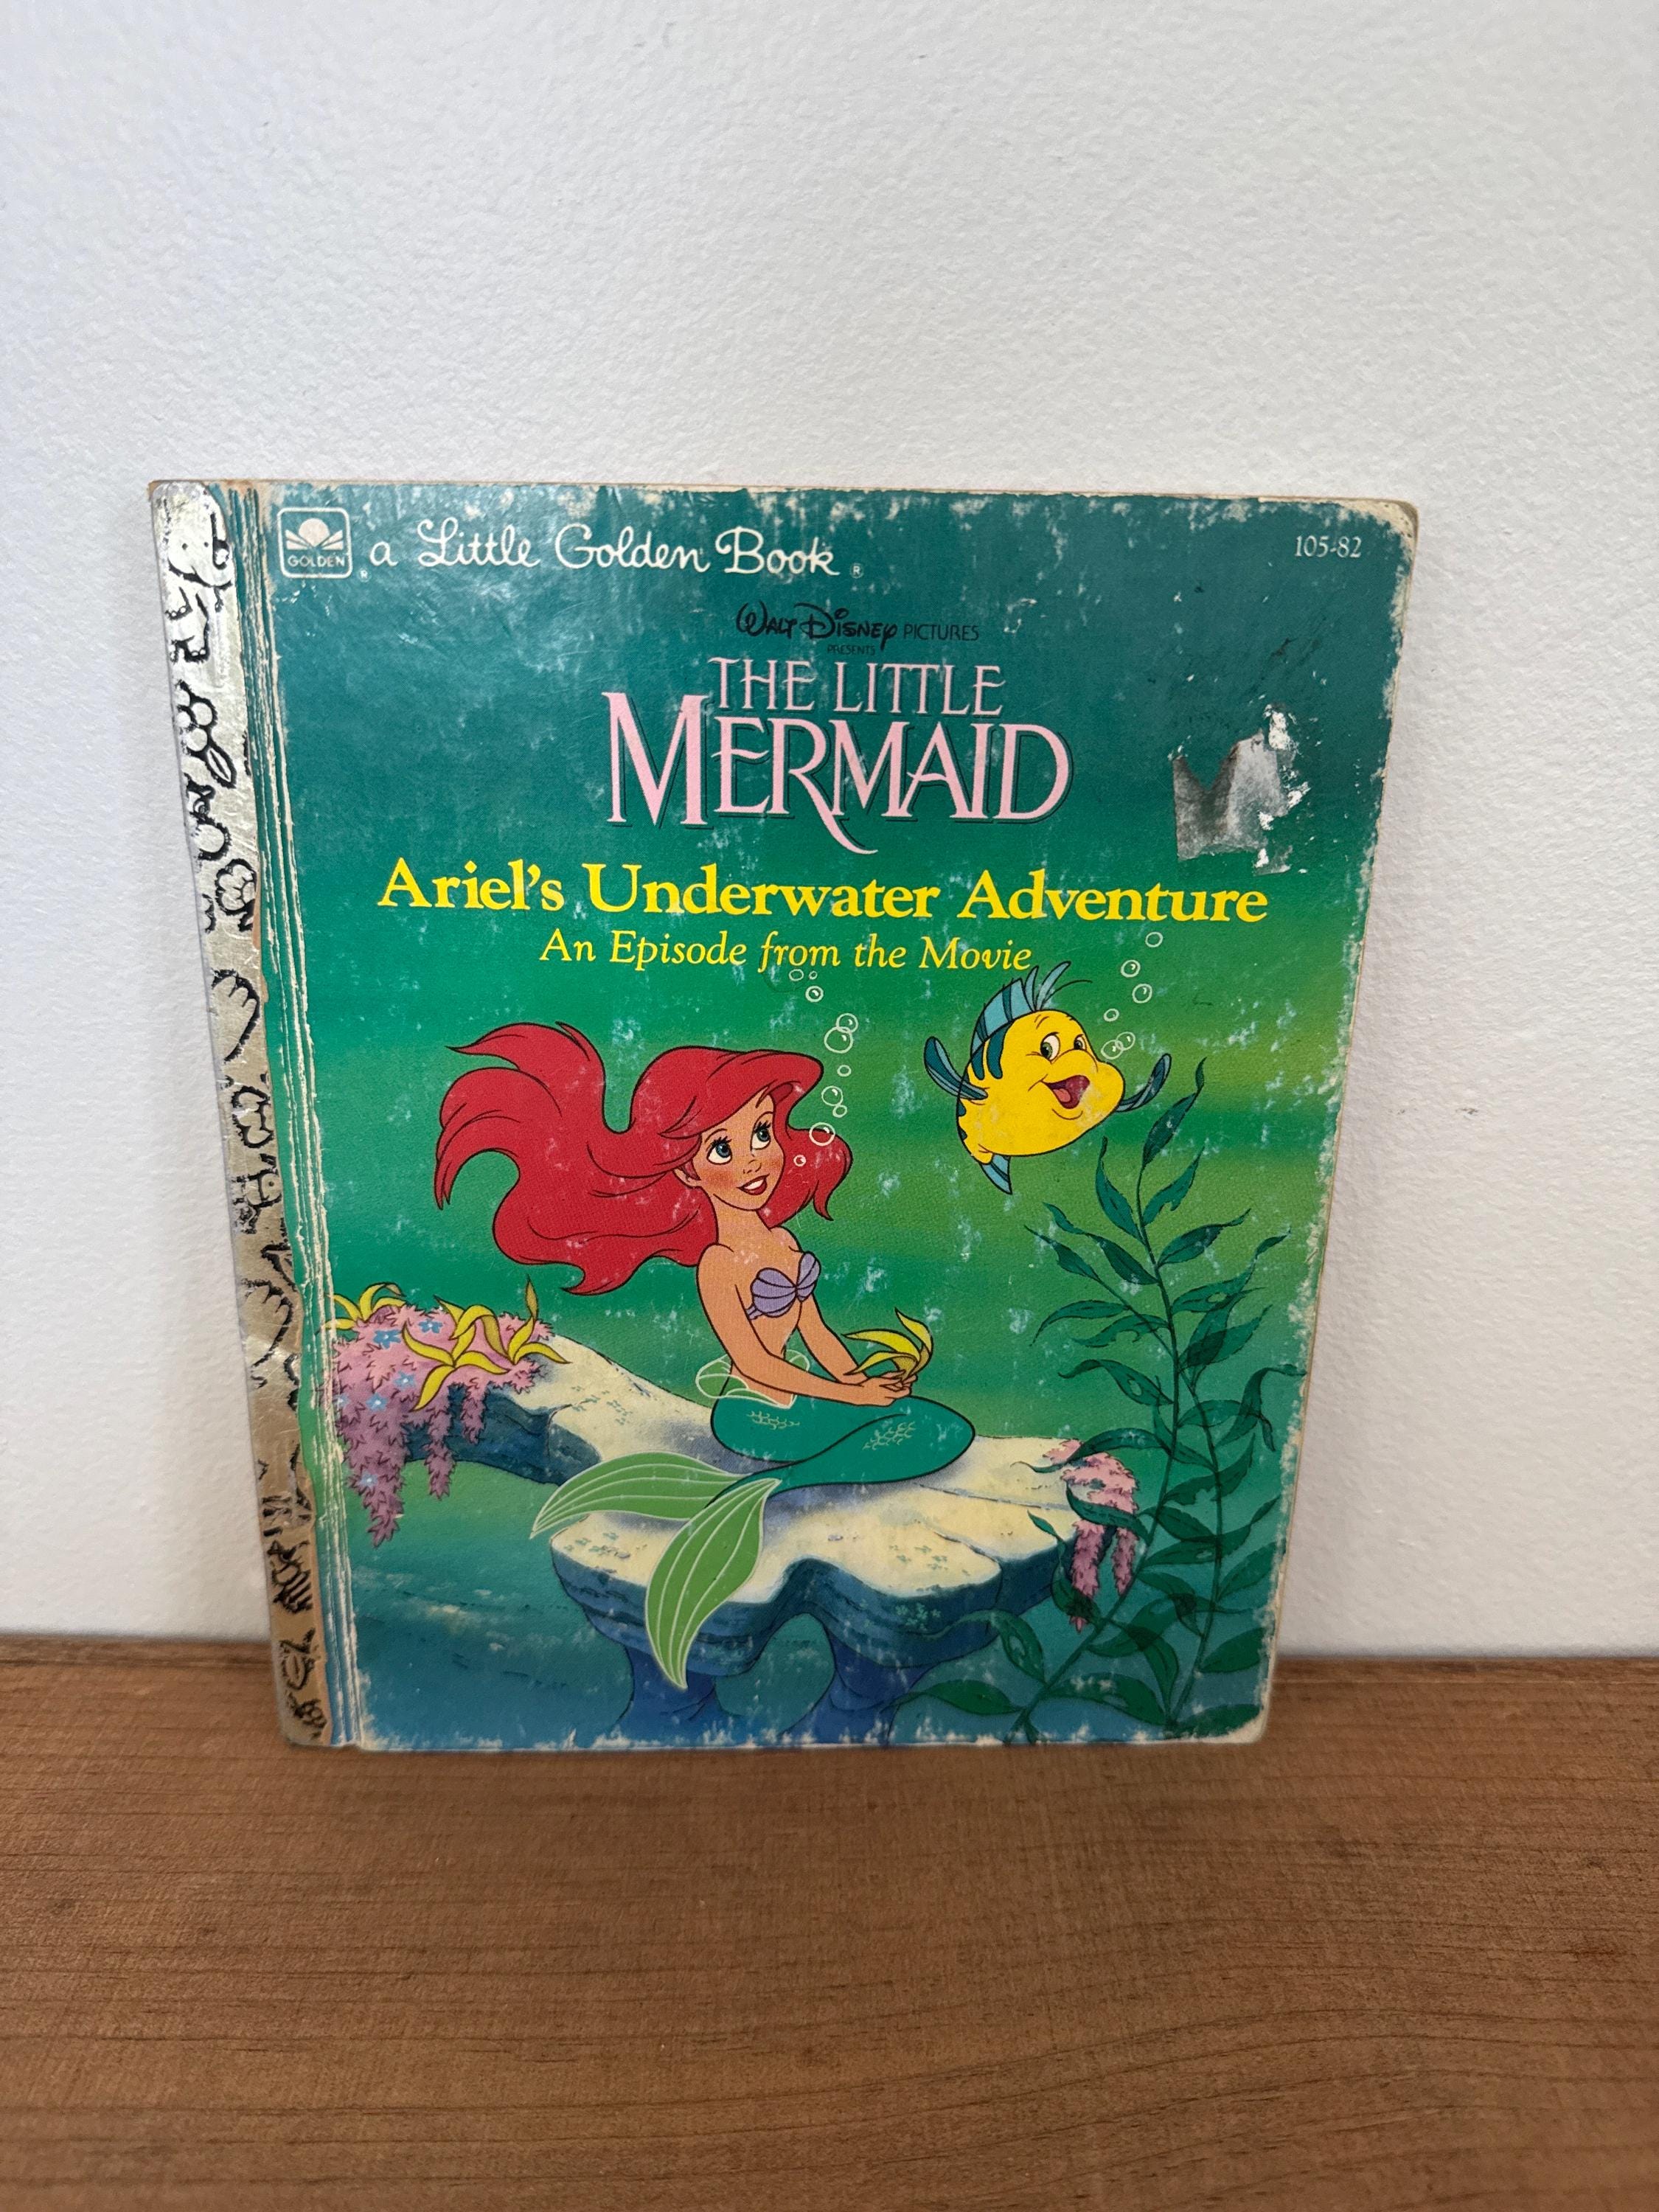 GOLDEN ® a Little Golden Book ®
105-82
WALT DISNEY PICTURES
PRESENTS
THE LITTLE
MERMAID
Ariel's Underwater Adventure
An Episode from the Movie